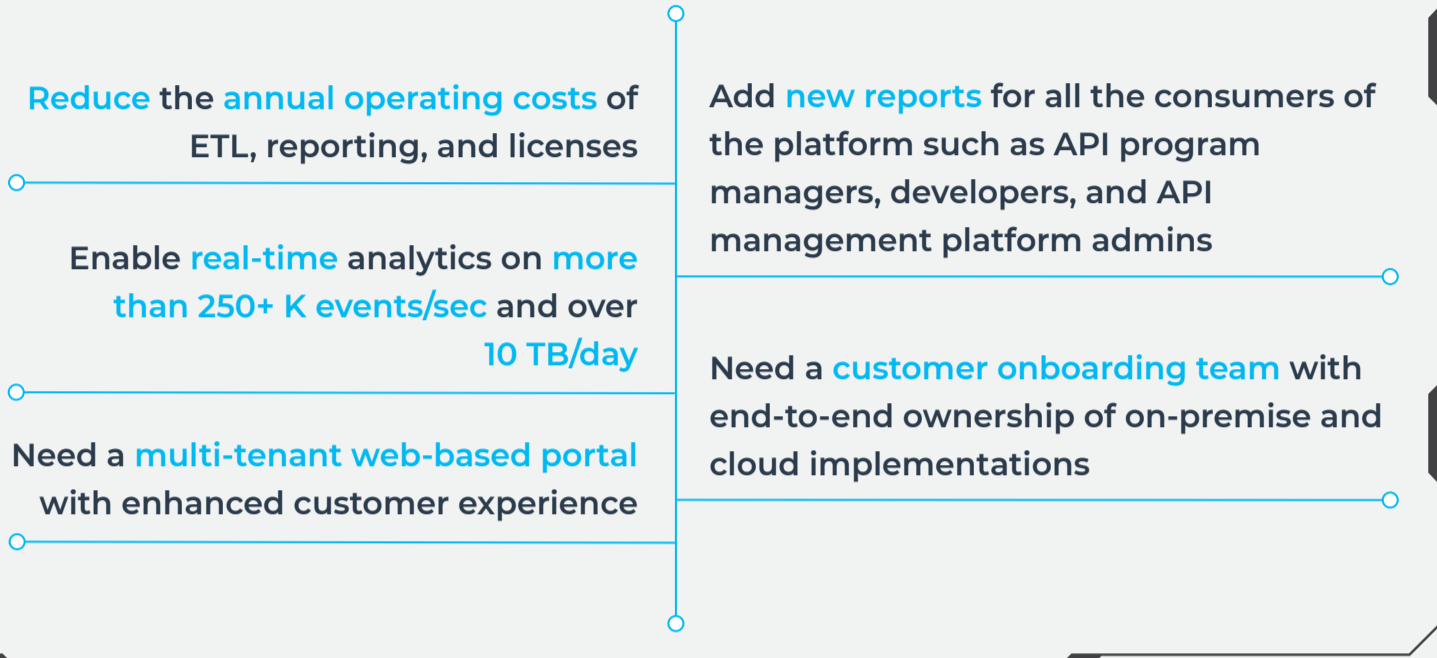 Reduce the annual operating costs of
ETL, reporting, and licenses
Enable real-time analytics on more
than 250+ K events/sec and over
10 TB/day
Need a multi-tenant web-based portal
with enhanced customer experience
Add new reports for all the consumers of
the platform such as API program
managers, developers, and API
management platform admins
Need a customer onboarding team with
end-to-end ownership of on-premise and
cloud implementations